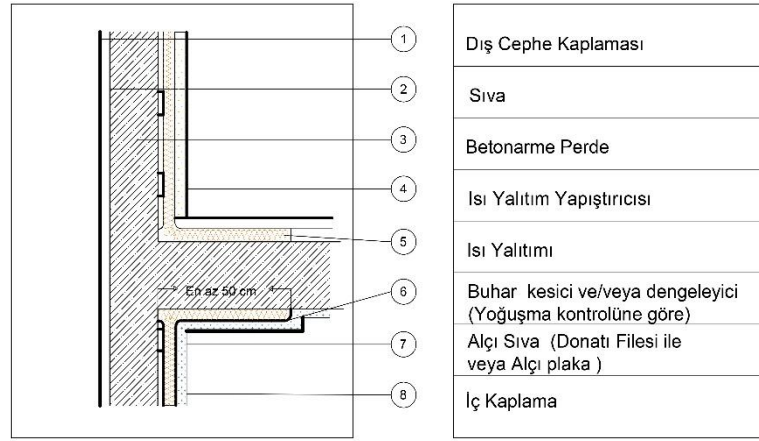 1
2
3
4
5
En az 50 cm
6
7
8
Dış Cephe Kaplaması
Sıva
Betonarme Perde
Isı Yalıtım Yapıştırıcısı
Isı Yalıtımı
Buhar kesici ve/veya dengeleyici
(Yoğuşma kontrolüne göre)
Alçı Sıva (Donatı Filesi ile
veya Alçı plaka )
İç Kaplama